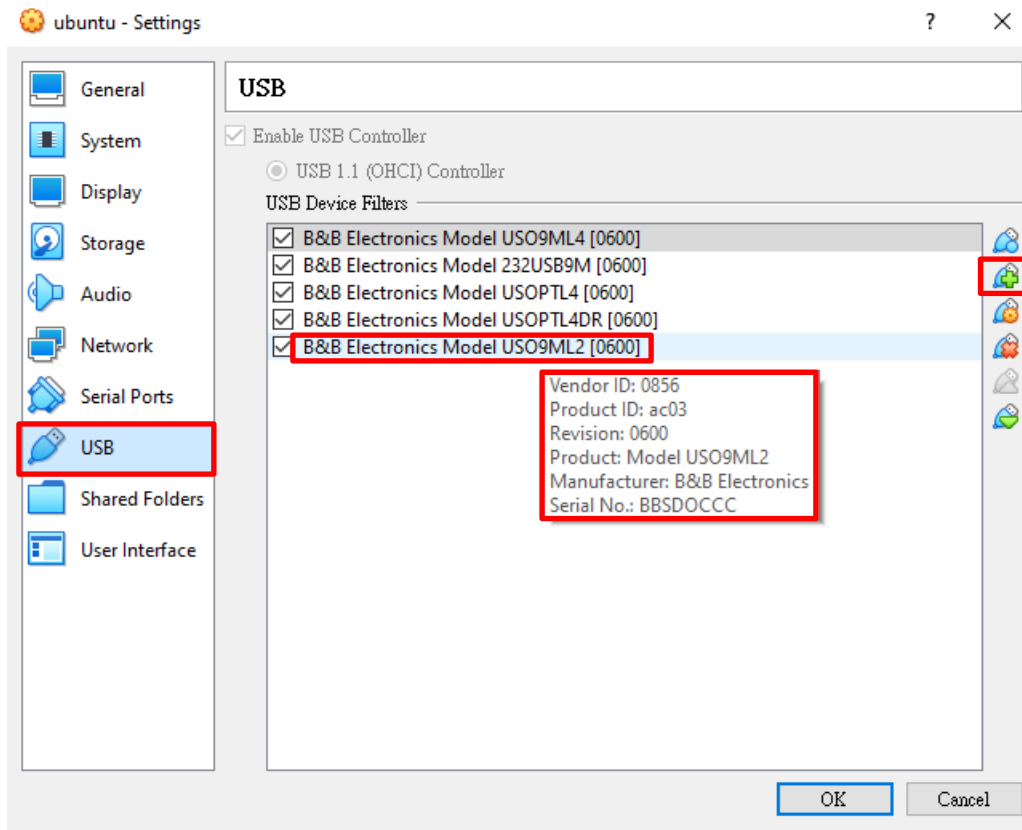 ubuntu - Settings
?
General
System
Display
Storage
Audio
Network
Serial Ports
USB
Shared Folders
User Interface
USB
Enable USB Controller
USB 1.1 (OHCI) Controller
USB Device Filters
B&B Electronics Model USO9ML4 [0600]
B&B Electronics Model 232USB9M [0600]
B&B Electronics Model USOPTL4 [0600]
B&B Electronics Model USOPTL4DR [0600]
B&B Electronics Model USO9ML2 [0600]
Vendor ID: 0856
Product ID: ac03
Revision: 0600
Product: Model USO9ML2
Manufacturer: B&B Electronics
Serial No.: BBSDOCCC
OK
Cancel